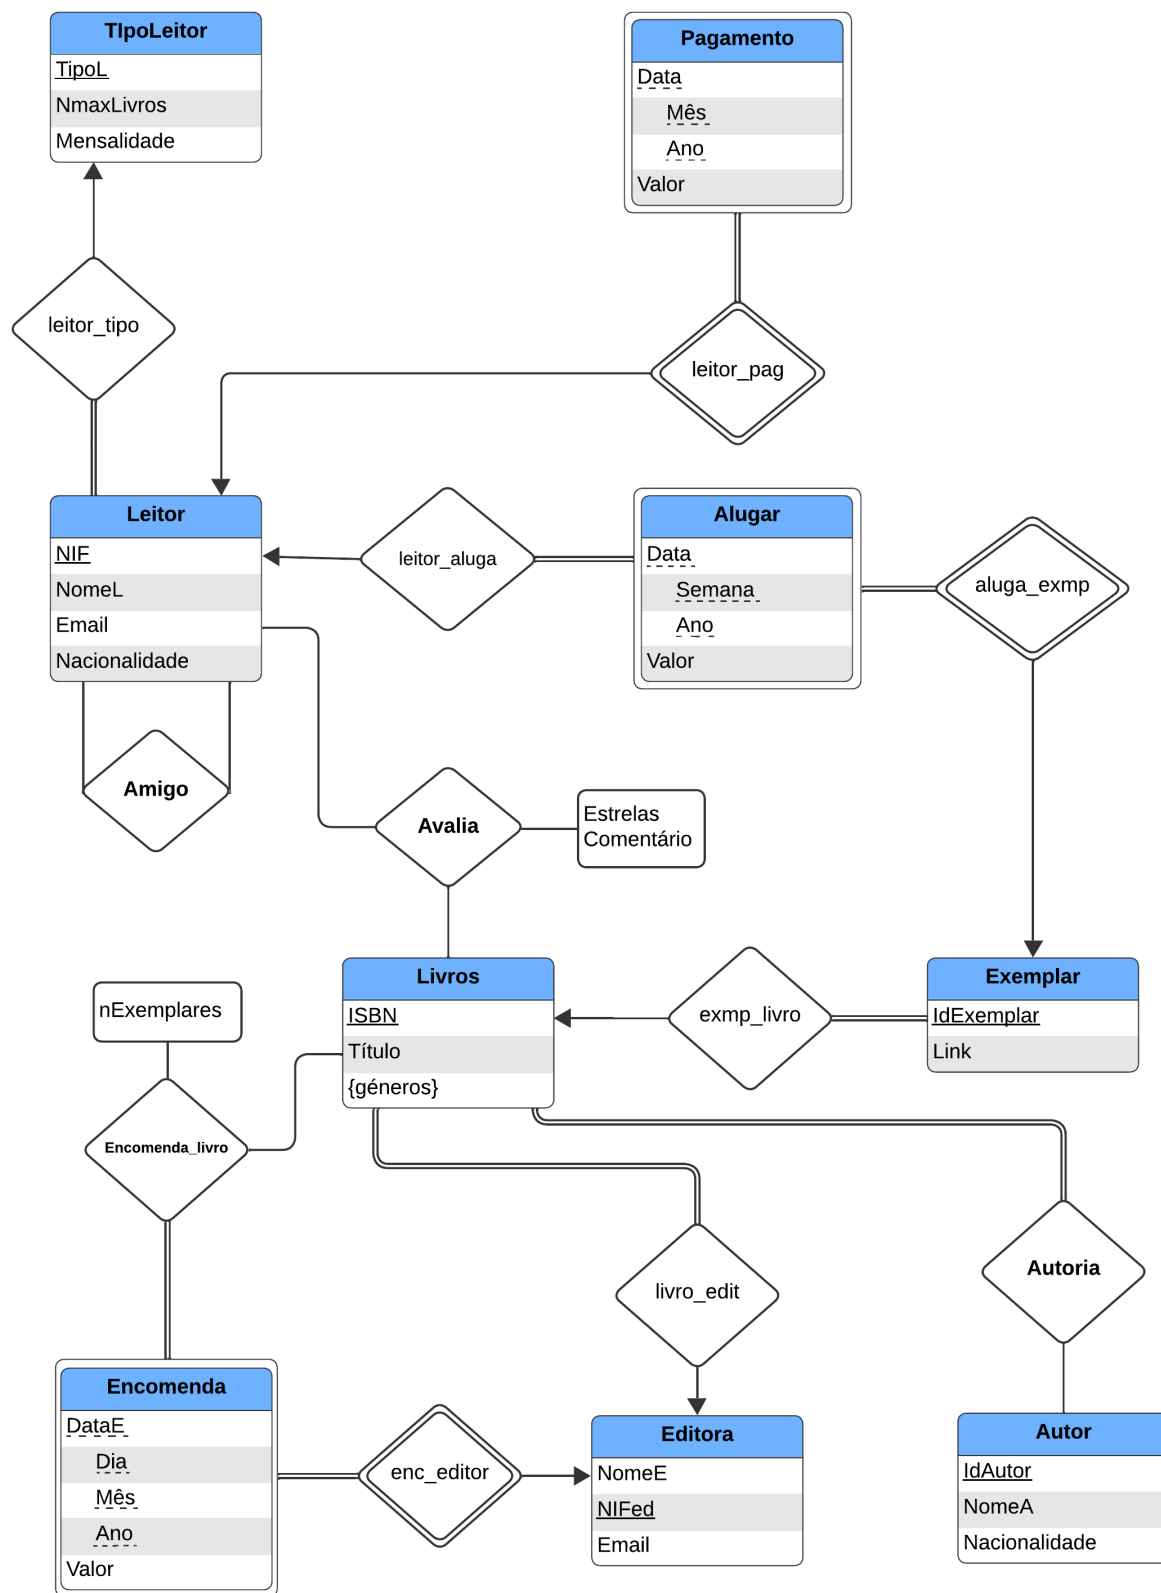 TIpoLeitor
TipoL
NmaxLivros
Mensalidade
Pagamento
Data
Mês
Ano
Valor
leitor_tipo
leitor_pag
Leitor
NIF
NomeL
Email
Nacionalidade
leitor_aluga
Alugar
Data
Semana
Ano
Valor
aluga_exmp
Amigo
Avalia
Estrelas
Comentário
nExemplares
Livros
ISBN
Título
{géneros}
exmp_livro
Exemplar
IdExemplar
Link
Encomenda_livro
livro_edit
Autoria
Encomenda
DataE
Dia
Mês
Ano
Valor
enc_editor
Editora
NomeE
NIFed
Email
Autor
IdAutor
NomeA
Nacionalidade